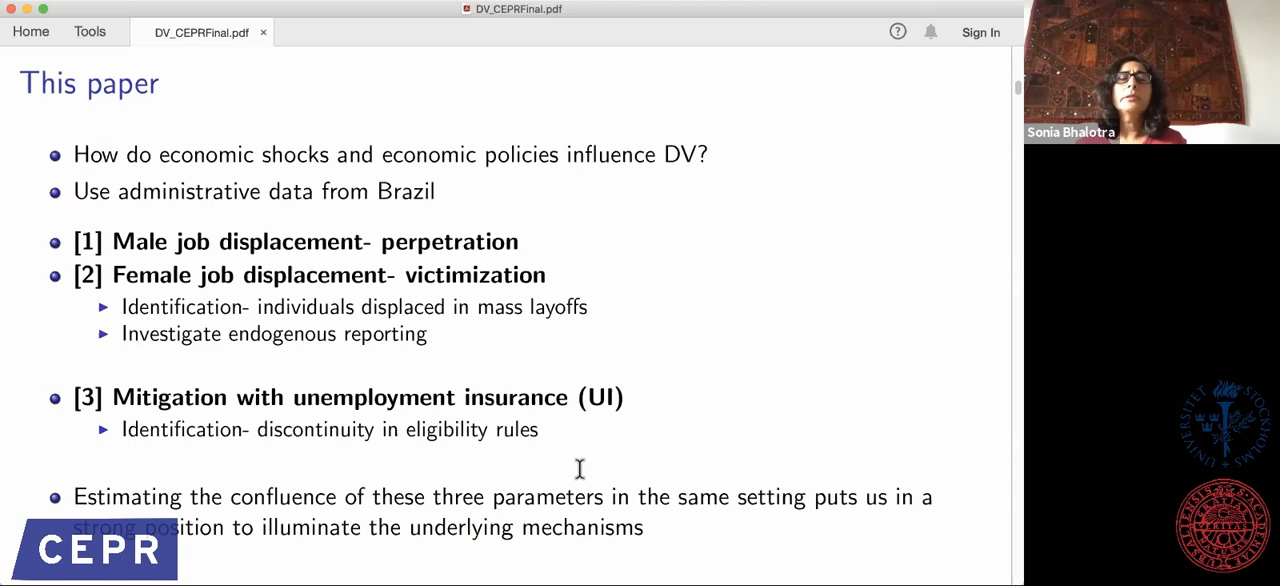 DV_CEPRFinal.pdf
Home Tools DV_CEPRFinal.pdf × ? Sign In
This paper
How do economic shocks and economic policies influence DV?
Use administrative data from Brazil
[1] Male job displacement- perpetration
[2] Female job displacement- victimization
Identification- individuals displaced in mass layoffs
Investigate endogenous reporting
[3] Mitigation with unemployment insurance (UI)
Identification- discontinuity in eligibility rules
Estimating the confluence of these three parameters in the same setting puts us in a
strong position to illuminate the underlying mechanisms
CEPR
Sonia Bhalotra
STOCKHOLMS UNIVERSITET